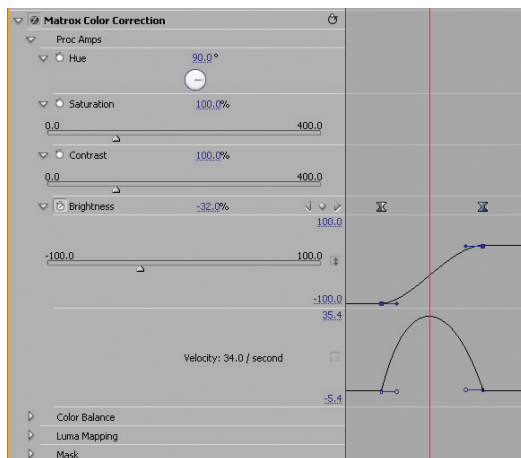 Matrox Color Correction
Proc Amps
Hue 90.0°
Saturation 100.0%
0.0 400.0
Contrast 100.0%
0.0 400.0
Brightness -32.0%
100.0
-100.0 100.0
-100.0
35.4
Velocity: 34.0 / second
-5.4
Color Balance
Luma Mapping
Mask